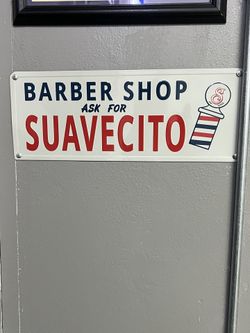 BARBER SHOP
ASK FOR
SUAVECITO
S